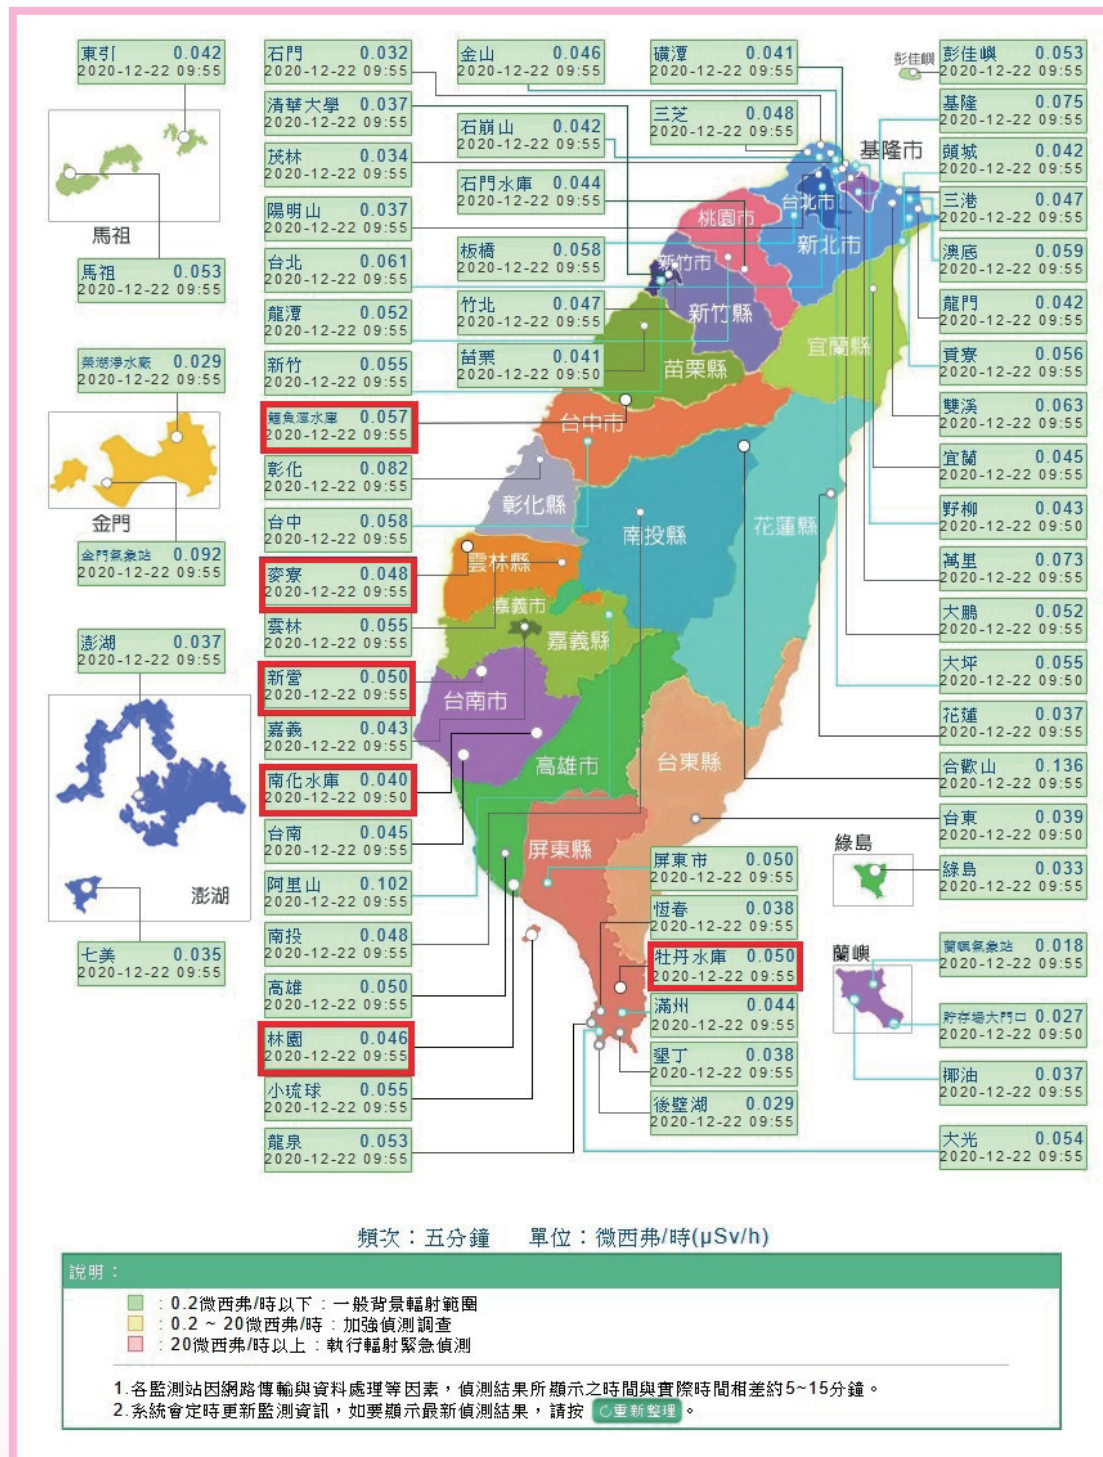 東引 0.042
2020-12-22 09:55
馬祖
馬祖 0.053
2020-12-22 09:55
榮湖淨水廠 0.029
2020-12-22 09:55
金門
金門氣象站 0.092
2020-12-22 09:55
澎湖 0.037
2020-12-22 09:55
澎湖
七美 0.035
2020-12-22 09:55
石門 0.032
2020-12-22 09:55
清華大學 0.037
2020-12-22 09:55
茂林 0.034
2020-12-22 09:55
陽明山 0.037
2020-12-22 09:55
台北 0.061
2020-12-22 09:55
龍潭 0.052
2020-12-22 09:55
新竹 0.055
2020-12-22 09:55
鯉魚潭水庫 0.057
2020-12-22 09:55
彰化 0.082
2020-12-22 09:55
台中 0.058
2020-12-22 09:55
麥寮 0.048
2020-12-22 09:55
雲林 0.055
2020-12-22 09:55
新營 0.050
2020-12-22 09:55
嘉義 0.043
2020-12-22 09:55
南化水庫 0.040
2020-12-22 09:50
台南 0.045
2020-12-22 09:55
阿里山 0.102
2020-12-22 09:55
南投 0.048
2020-12-22 09:55
高雄 0.050
2020-12-22 09:55
林園 0.046
2020-12-22 09:55
小琉球 0.055
2020-12-22 09:55
龍泉 0.053
2020-12-22 09:55
金山 0.046
2020-12-22 09:55
石崩山 0.042
2020-12-22 09:55
石門水庫 0.044
2020-12-22 09:55
板橋 0.058
2020-12-22 09:55
竹北 0.047
2020-12-22 09:55
苗栗 0.041
2020-12-22 09:50
磺潭 0.041
2020-12-22 09:55
三芝 0.048
2020-12-22 09:55
基隆市
台北市
桃園市
新北市
新竹市
新竹縣
宜蘭縣
苗栗縣
台中市
彰化縣
南投縣
花蓮縣
雲林縣
嘉義市
嘉義縣
台南市
高雄市
台東縣
屏東縣
屏東市 0.050
2020-12-22 09:55
恆春 0.038
2020-12-22 09:55
牡丹水庫 0.050
2020-12-22 09:55
滿州 0.044
2020-12-22 09:55
墾丁 0.038
2020-12-22 09:55
後壁湖 0.029
2020-12-22 09:55
彭佳嶼
彭佳嶼 0.053
2020-12-22 09:55
基隆 0.075
2020-12-22 09:55
頭城 0.042
2020-12-22 09:55
三港 0.047
2020-12-22 09:55
澳底 0.059
2020-12-22 09:55
龍門 0.042
2020-12-22 09:55
貢寮 0.056
2020-12-22 09:55
雙溪 0.063
2020-12-22 09:55
宜蘭 0.045
2020-12-22 09:55
野柳 0.043
2020-12-22 09:50
萬里 0.073
2020-12-22 09:55
大鵬 0.052
2020-12-22 09:55
大坪 0.055
2020-12-22 09:50
花蓮 0.037
2020-12-22 09:55
合歡山 0.136
2020-12-22 09:55
台東 0.039
2020-12-22 09:50
綠島
綠島 0.033
2020-12-22 09:55
蘭嶼
蘭嶼氣象站 0.018
2020-12-22 09:55
貯存場大門口 0.027
2020-12-22 09:50
椰油 0.037
2020-12-22 09:55
大光 0.054
2020-12-22 09:55
頻次：五分鐘 單位：微西弗/時(μSv/h)
說明：
：0.2微西弗/時以下：一般背景輻射範圍
：0.2 ~ 20微西弗/時：加強偵測調查
：20微西弗/時以上：執行輻射緊急偵測
1.各監測站因網路傳輸與資料處理等因素，偵測結果所顯示之時間與實際時間相差約5~15分鐘。
2.系統會定時更新監測資訊，如要顯示最新偵測結果，請按 重新整理 。